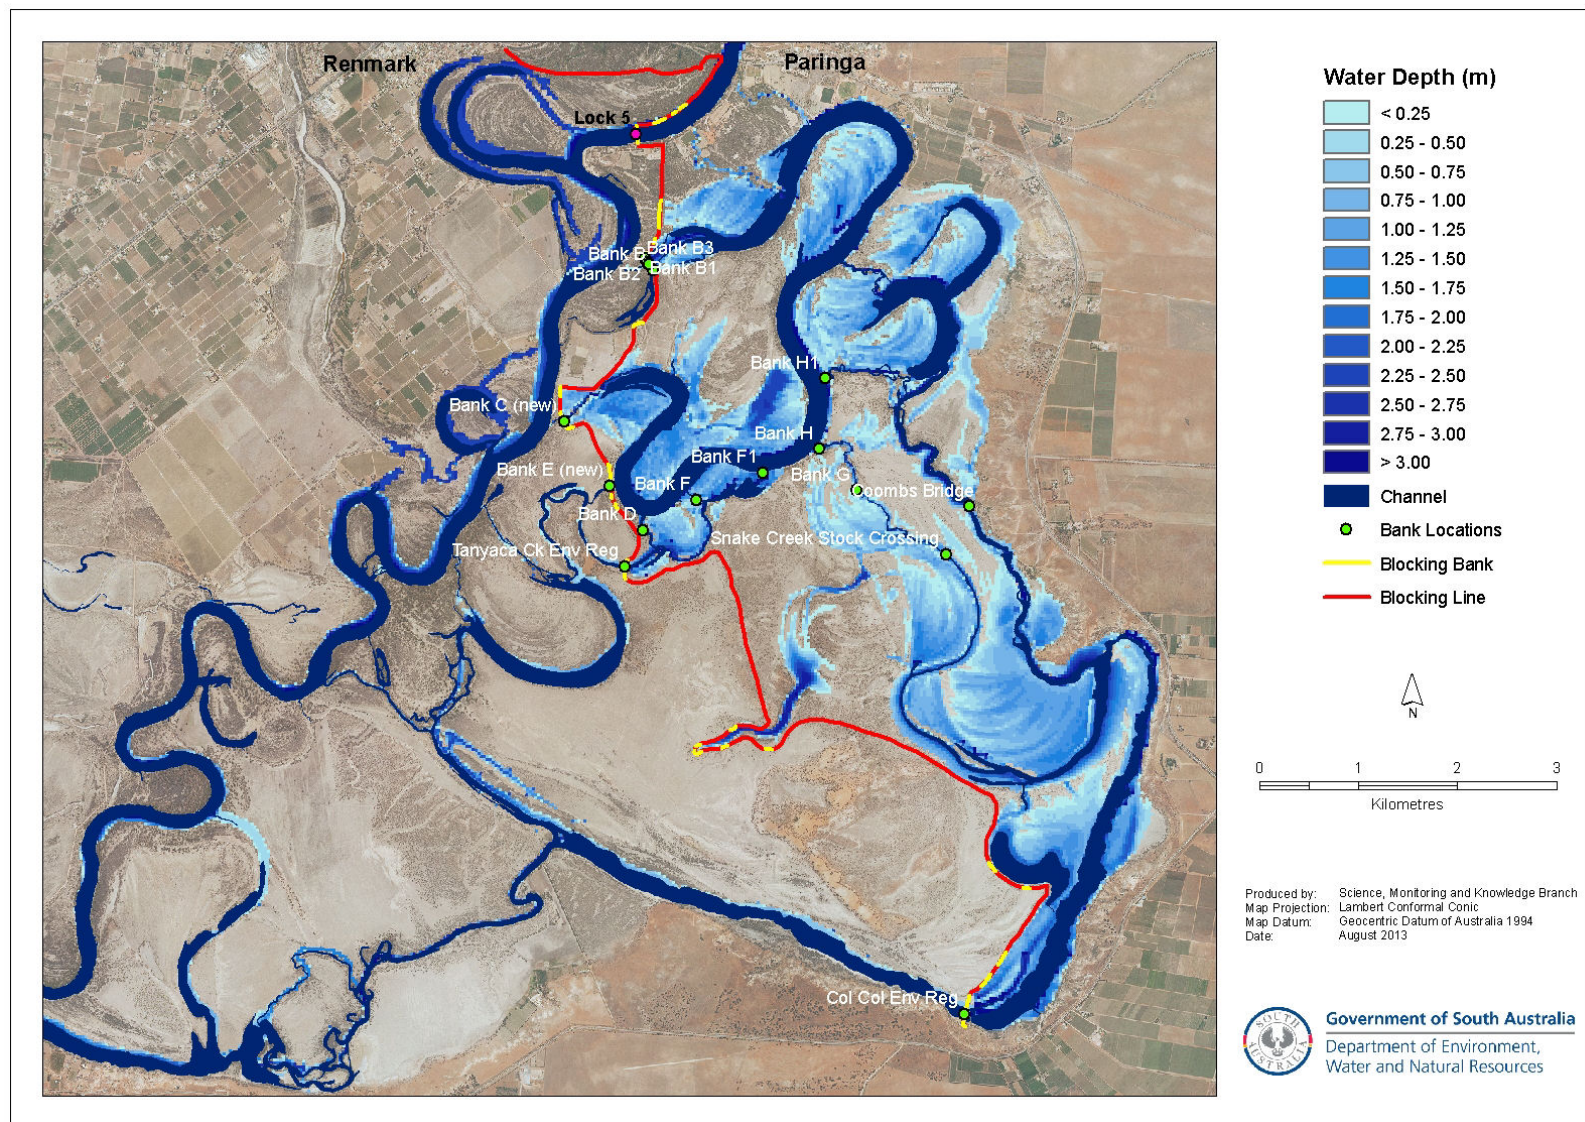 Renmark
Paringa
Lock 5
Bank B
Bank B3
Bank B2
Bank B1
Bank H1
Bank C (new)
Bank H
Bank F1
Bank E (new)
Bank G
Bank F
Coombs Bridge
Bank D
Snake Creek Stock Crossing
Tanyaca Ck Env Reg
Col Col Env Reg
Water Depth (m)
< 0.25
0.25 - 0.50
0.50 - 0.75
0.75 - 1.00
1.00 - 1.25
1.25 - 1.50
1.50 - 1.75
1.75 - 2.00
2.00 - 2.25
2.25 - 2.50
2.50 - 2.75
2.75 - 3.00
> 3.00
Channel
Bank Locations
Blocking Bank
Blocking Line
N
0 1 2 3
Kilometres
Produced by: Science, Monitoring and Knowledge Branch
Map Projection: Lambert Conformal Conic
Map Datum: Geocentric Datum of Australia 1994
Date: August 2013
SOUTH AUSTRALIA
Government of South Australia
Department of Environment,
Water and Natural Resources